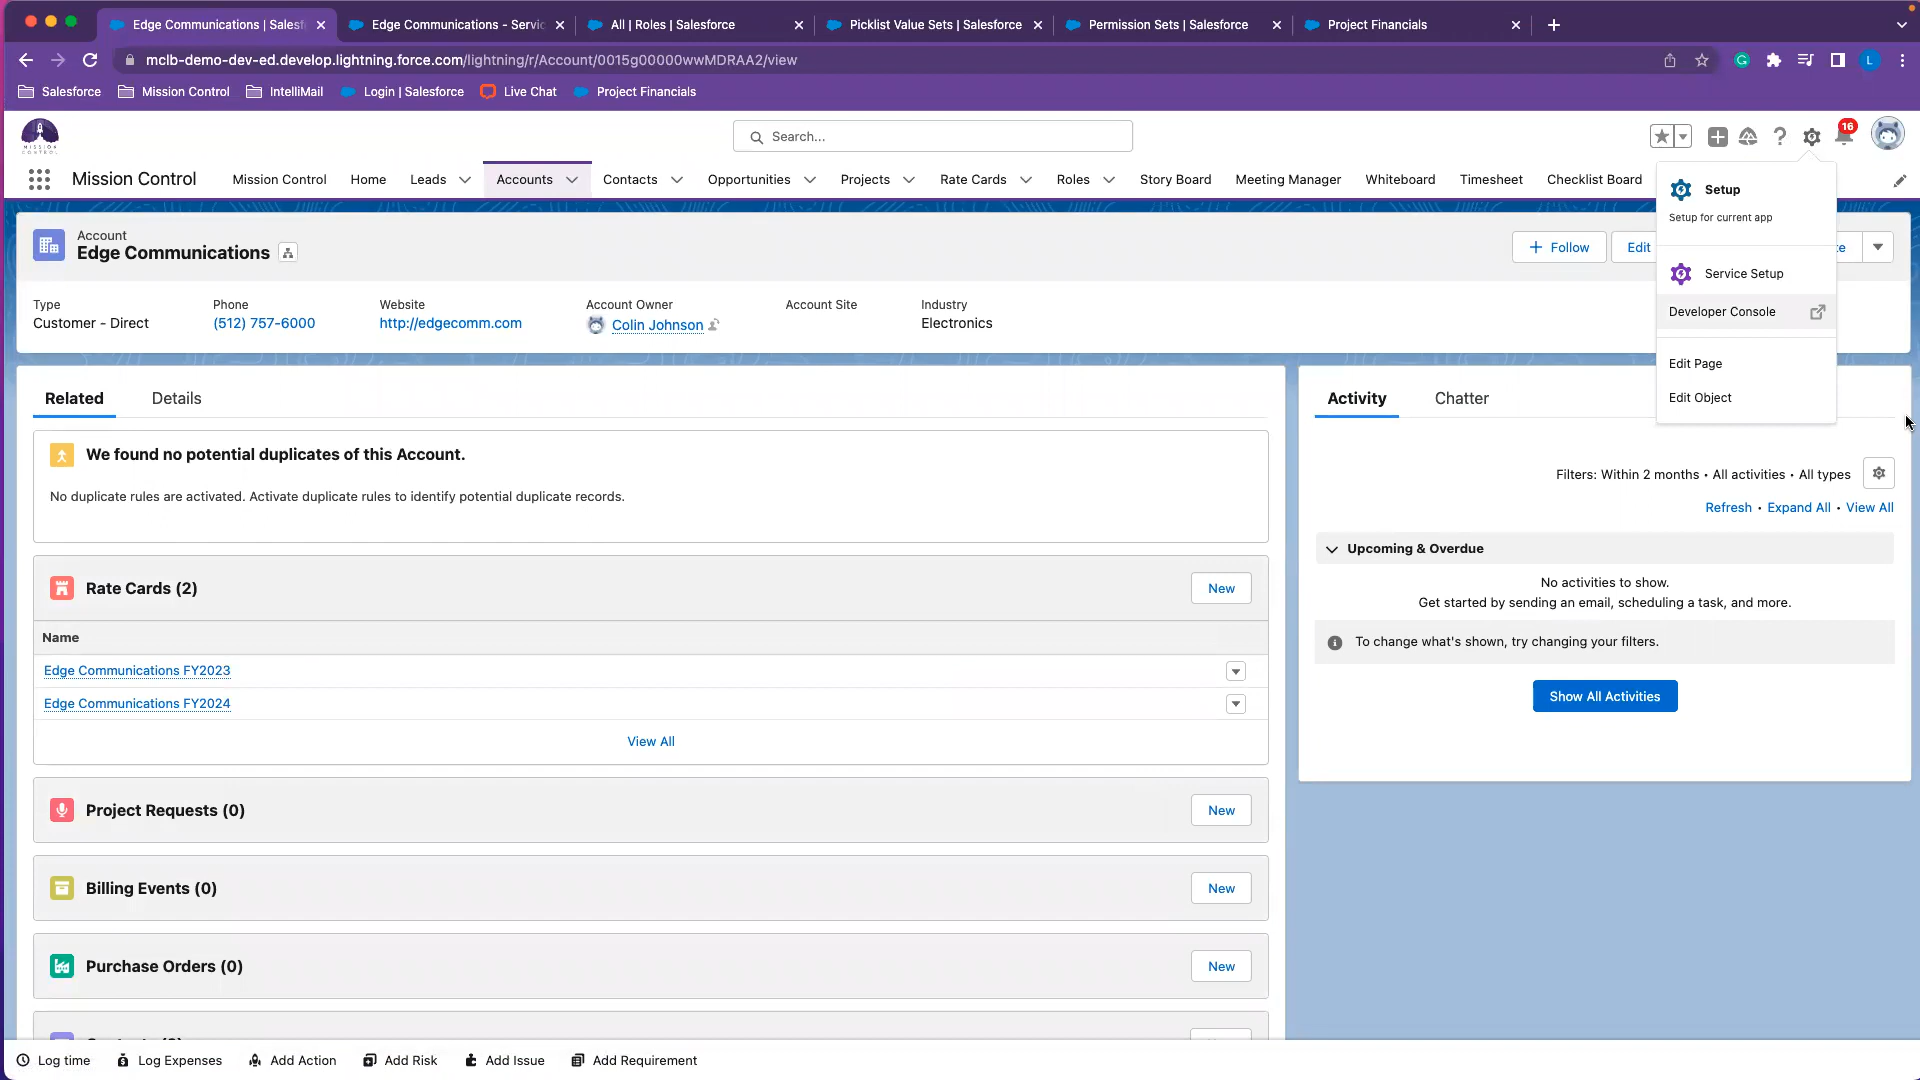 Edge Communications | Salesf
Edge Communications - Servic
All | Roles | Salesforce
Picklist Value Sets | Salesforce
Permission Sets | Salesforce
Project Financials
mclb-demo-dev-ed.develop.lightning.force.com/lightning/r/Account/0015g00000wwMDRAA2/view
L
Salesforce
Mission Control
IntelliMail
Login | Salesforce
Live Chat
Project Financials
MISSION
CONTROL
Search...
16
Mission Control
Mission Control
Home
Leads
Accounts
Contacts
Opportunities
Projects
Rate Cards
Roles
Story Board
Meeting Manager
Whiteboard
Timesheet
Checklist Board
Setup
Setup for current app
Service Setup
Developer Console
Edit Page
Edit Object
Account
Edge Communications
Follow
Edit
te
Type
Customer - Direct
Phone
(512) 757-6000
Website
http://edgecomm.com
Account Owner
Colin Johnson
Account Site
Industry
Electronics
Related
Details
We found no potential duplicates of this Account.
No duplicate rules are activated. Activate duplicate rules to identify potential duplicate records.
Rate Cards (2)
New
Name
Edge Communications FY2023
Edge Communications FY2024
View All
Project Requests (0)
New
Billing Events (0)
New
Purchase Orders (0)
New
Activity
Chatter
Filters: Within 2 months • All activities • All types
Refresh • Expand All • View All
Upcoming & Overdue
No activities to show.
Get started by sending an email, scheduling a task, and more.
To change what's shown, try changing your filters.
Show All Activities
Log time
Log Expenses
Add Action
Add Risk
Add Issue
Add Requirement